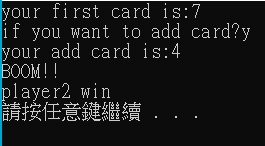 your first card is:7
if you want to add card?y
your add card is:4
BOOM!!
player2 win
請按任意鍵繼續 . . .